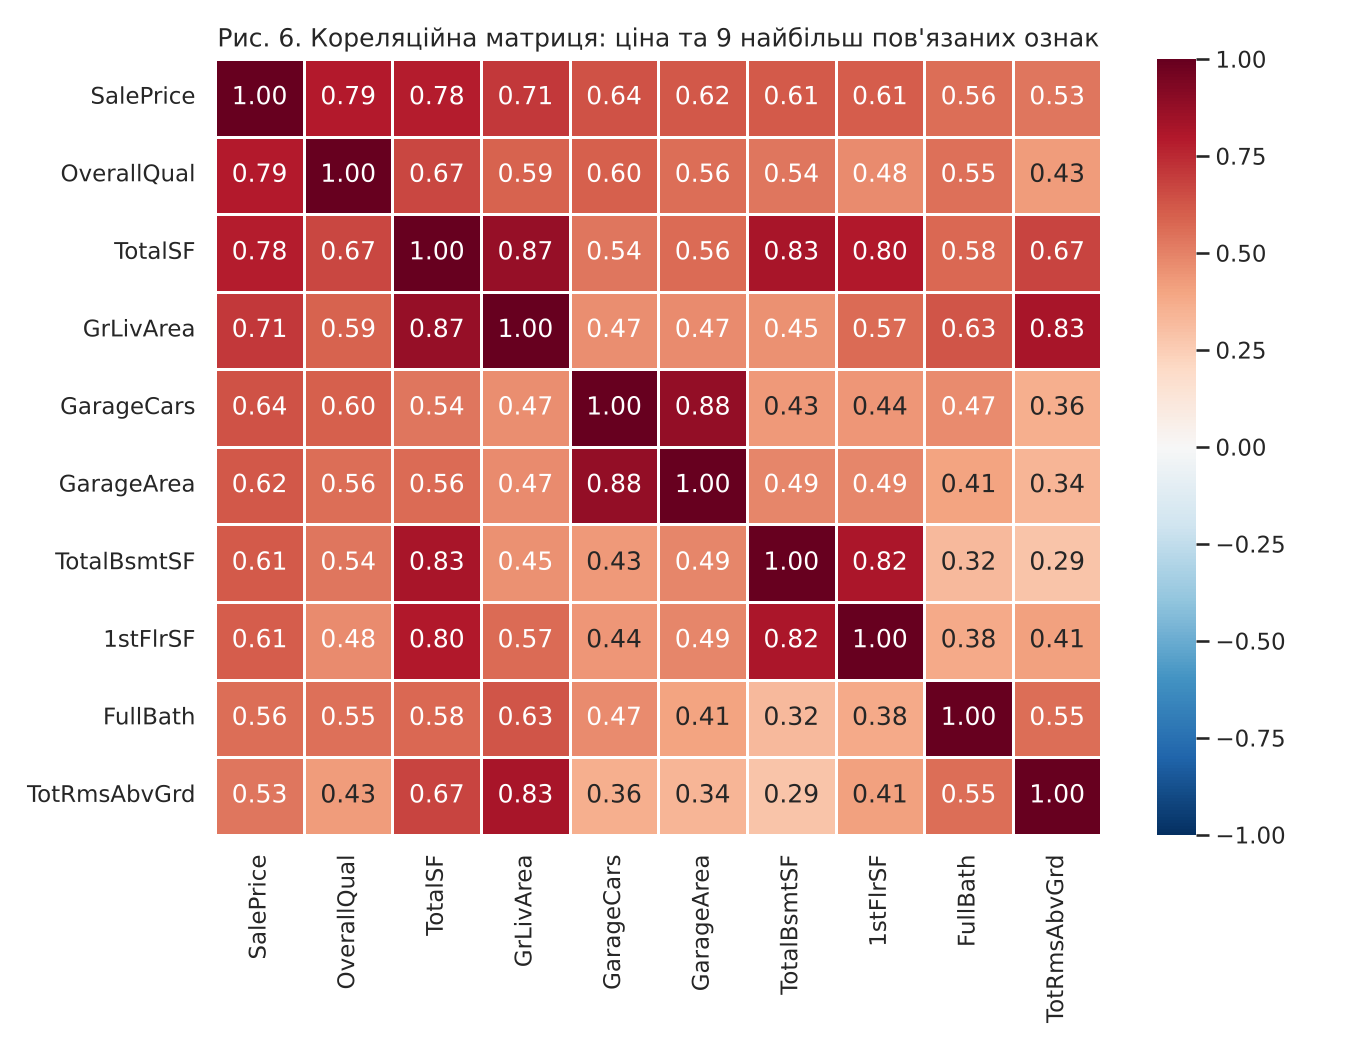 Рис. 6. Кореляційна матриця: ціна та 9 найбільш пов'язаних ознак
SalePrice 1.00 0.79 0.78 0.71 0.64 0.62 0.61 0.61 0.56 0.53
OverallQual 0.79 1.00 0.67 0.59 0.60 0.56 0.54 0.48 0.55 0.43
TotalSF 0.78 0.67 1.00 0.87 0.54 0.56 0.83 0.80 0.58 0.67
GrLivArea 0.71 0.59 0.87 1.00 0.47 0.47 0.45 0.57 0.63 0.83
GarageCars 0.64 0.60 0.54 0.47 1.00 0.88 0.43 0.44 0.47 0.36
GarageArea 0.62 0.56 0.56 0.47 0.88 1.00 0.49 0.49 0.41 0.34
TotalBsmtSF 0.61 0.54 0.83 0.45 0.43 0.49 1.00 0.82 0.32 0.29
1stFlrSF 0.61 0.48 0.80 0.57 0.44 0.49 0.82 1.00 0.38 0.41
FullBath 0.56 0.55 0.58 0.63 0.47 0.41 0.32 0.38 1.00 0.55
TotRmsAbvGrd 0.53 0.43 0.67 0.83 0.36 0.34 0.29 0.41 0.55 1.00
SalePrice
OverallQual
TotalSF
GrLivArea
GarageCars
GarageArea
TotalBsmtSF
1stFlrSF
FullBath
TotRmsAbvGrd
1.00
0.75
0.50
0.25
0.00
−0.25
−0.50
−0.75
−1.00